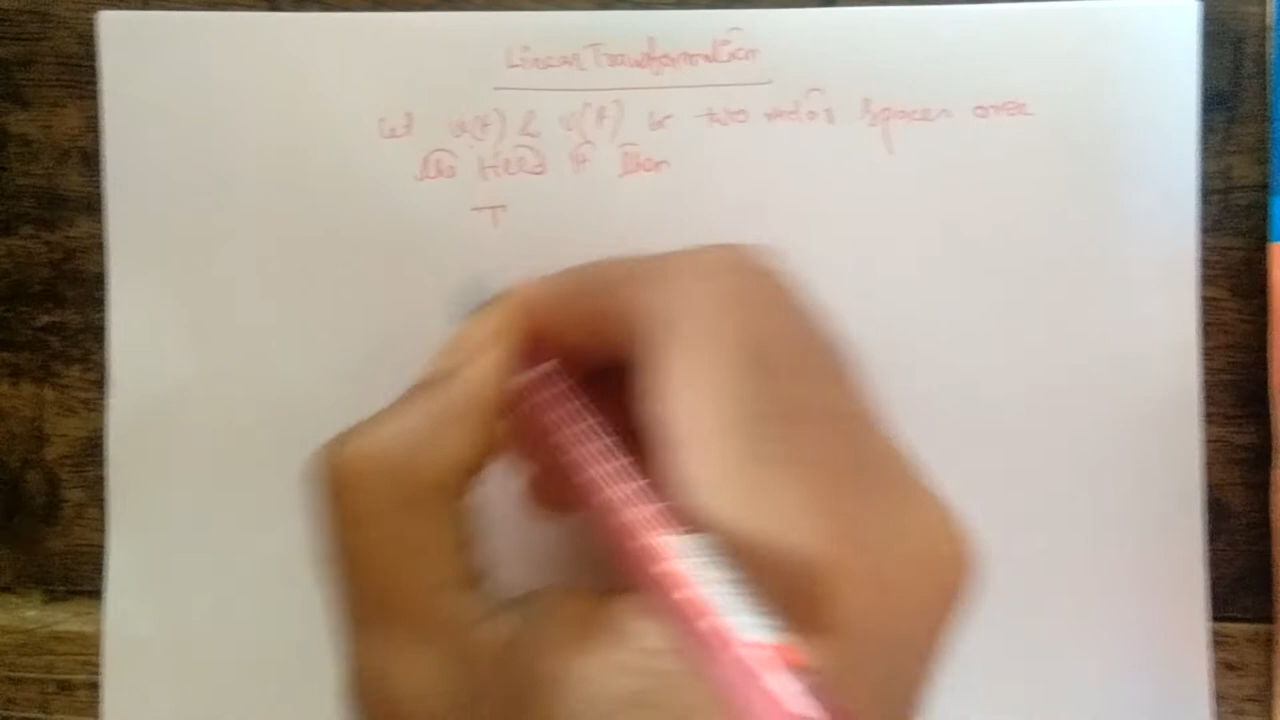 Linear Transformation
Let U(F) & V(F) be two vector spaces over
the Field F then
T